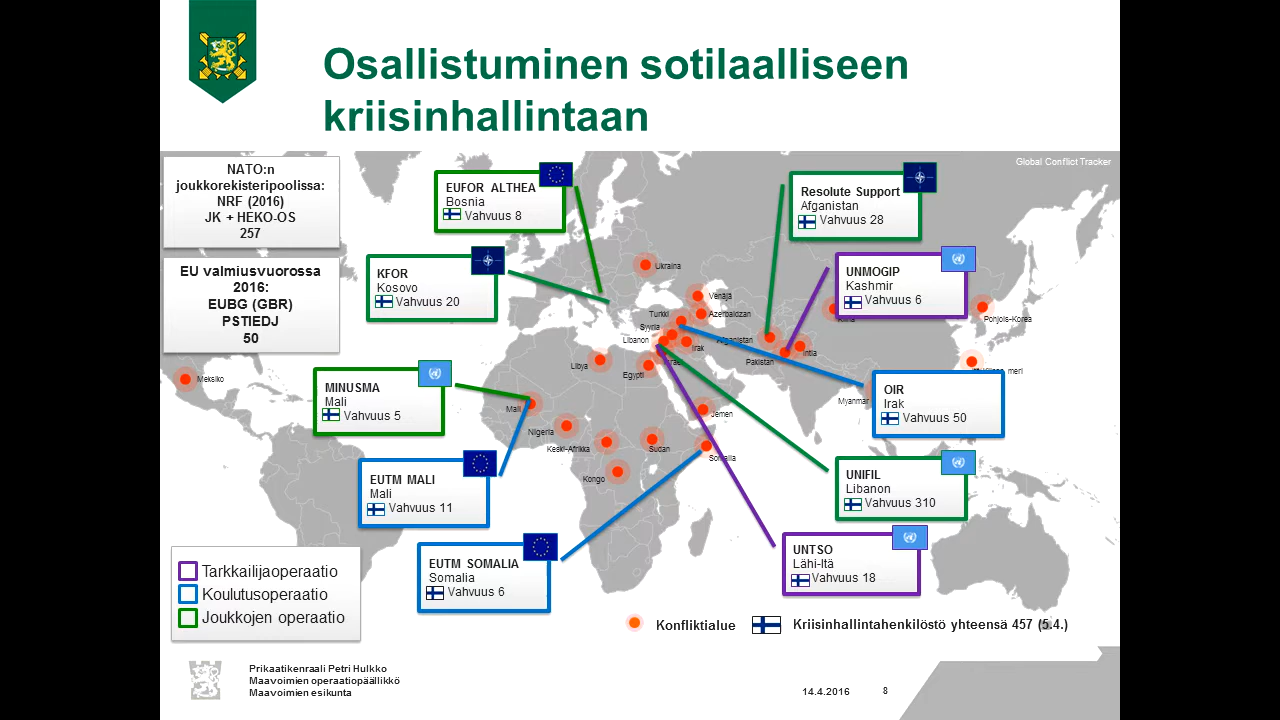 Osallistuminen sotilaalliseen
kriisinhallintaan
Global Conflict Tracker
NATO:n
joukkorekisteripoolissa:
NRF (2016)
JK + HEKO-OS
257
EU valmiusvuorossa
2016:
EUBG (GBR)
PSTIEDJ
50
EUFOR ALTHEA
Bosnia
Vahvuus 8
KFOR
Kosovo
Vahvuus 20
Resolute Support
Afganistan
Vahvuus 28
UNMOGIP
Kashmir
Vahvuus 6
Ukraina
Venäjä
Azerbaidzan
Turkki
Syyria
Libanon
Irak
Libya
Egypti
Afganistan
Pakistan
Intia
Pohjois-Korea
meri
Myanmar
Meksiko
Mali
Nigeria
Keski-Afrikka
Sudan
Kongo
Jemen
Somalia
MINUSMA
Mali
Vahvuus 5
OIR
Irak
Vahvuus 50
EUTM MALI
Mali
Vahvuus 11
UNIFIL
Libanon
Vahvuus 310
EUTM SOMALIA
Somalia
Vahvuus 6
UNTSO
Lähi-Itä
Vahvuus 18
Tarkkailijaoperaatio
Koulutusoperaatio
Joukkojen operaatio
Konfliktialue
Kriisinhallintahenkilöstö yhteensä 457 (5.4.)
Prikaatikenraali Petri Hulkko
Maavoimien operaatiopäällikkö
Maavoimien esikunta
14.4.2016
8